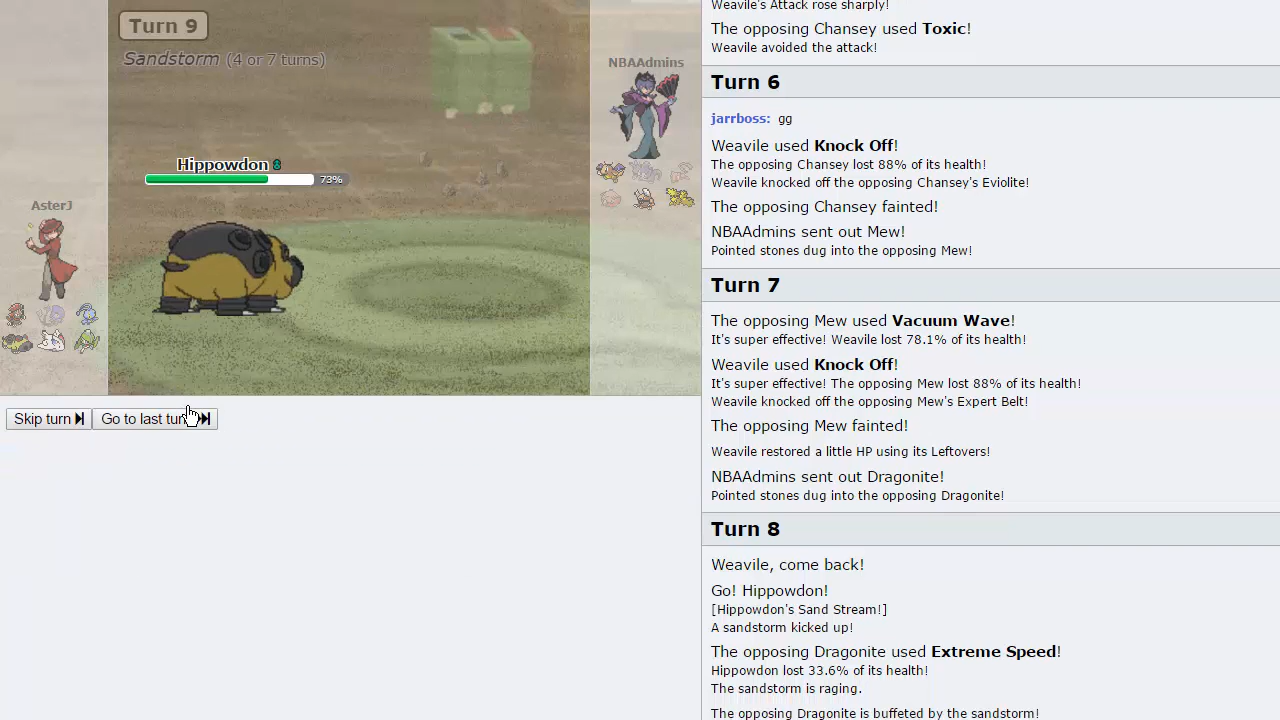 Turn 9
Sandstorm (4 or 7 turns)
NBAAdmins
Hippowdon
73%
AsterJ
Skip turn
Go to last turn
Weavile's Attack rose sharply!
The opposing Chansey used Toxic!
Weavile avoided the attack!
Turn 6
jarrboss: gg
Weavile used Knock Off!
The opposing Chansey lost 88% of its health!
Weavile knocked off the opposing Chansey's Eviolite!
The opposing Chansey fainted!
NBAAdmins sent out Mew!
Pointed stones dug into the opposing Mew!
Turn 7
The opposing Mew used Vacuum Wave!
It's super effective! Weavile lost 78.1% of its health!
Weavile used Knock Off!
It's super effective! The opposing Mew lost 88% of its health!
Weavile knocked off the opposing Mew's Expert Belt!
The opposing Mew fainted!
Weavile restored a little HP using its Leftovers!
NBAAdmins sent out Dragonite!
Pointed stones dug into the opposing Dragonite!
Turn 8
Weavile, come back!
Go! Hippowdon!
[Hippowdon's Sand Stream!]
A sandstorm kicked up!
The opposing Dragonite used Extreme Speed!
Hippowdon lost 33.6% of its health!
The sandstorm is raging.
The opposing Dragonite is buffeted by the sandstorm!